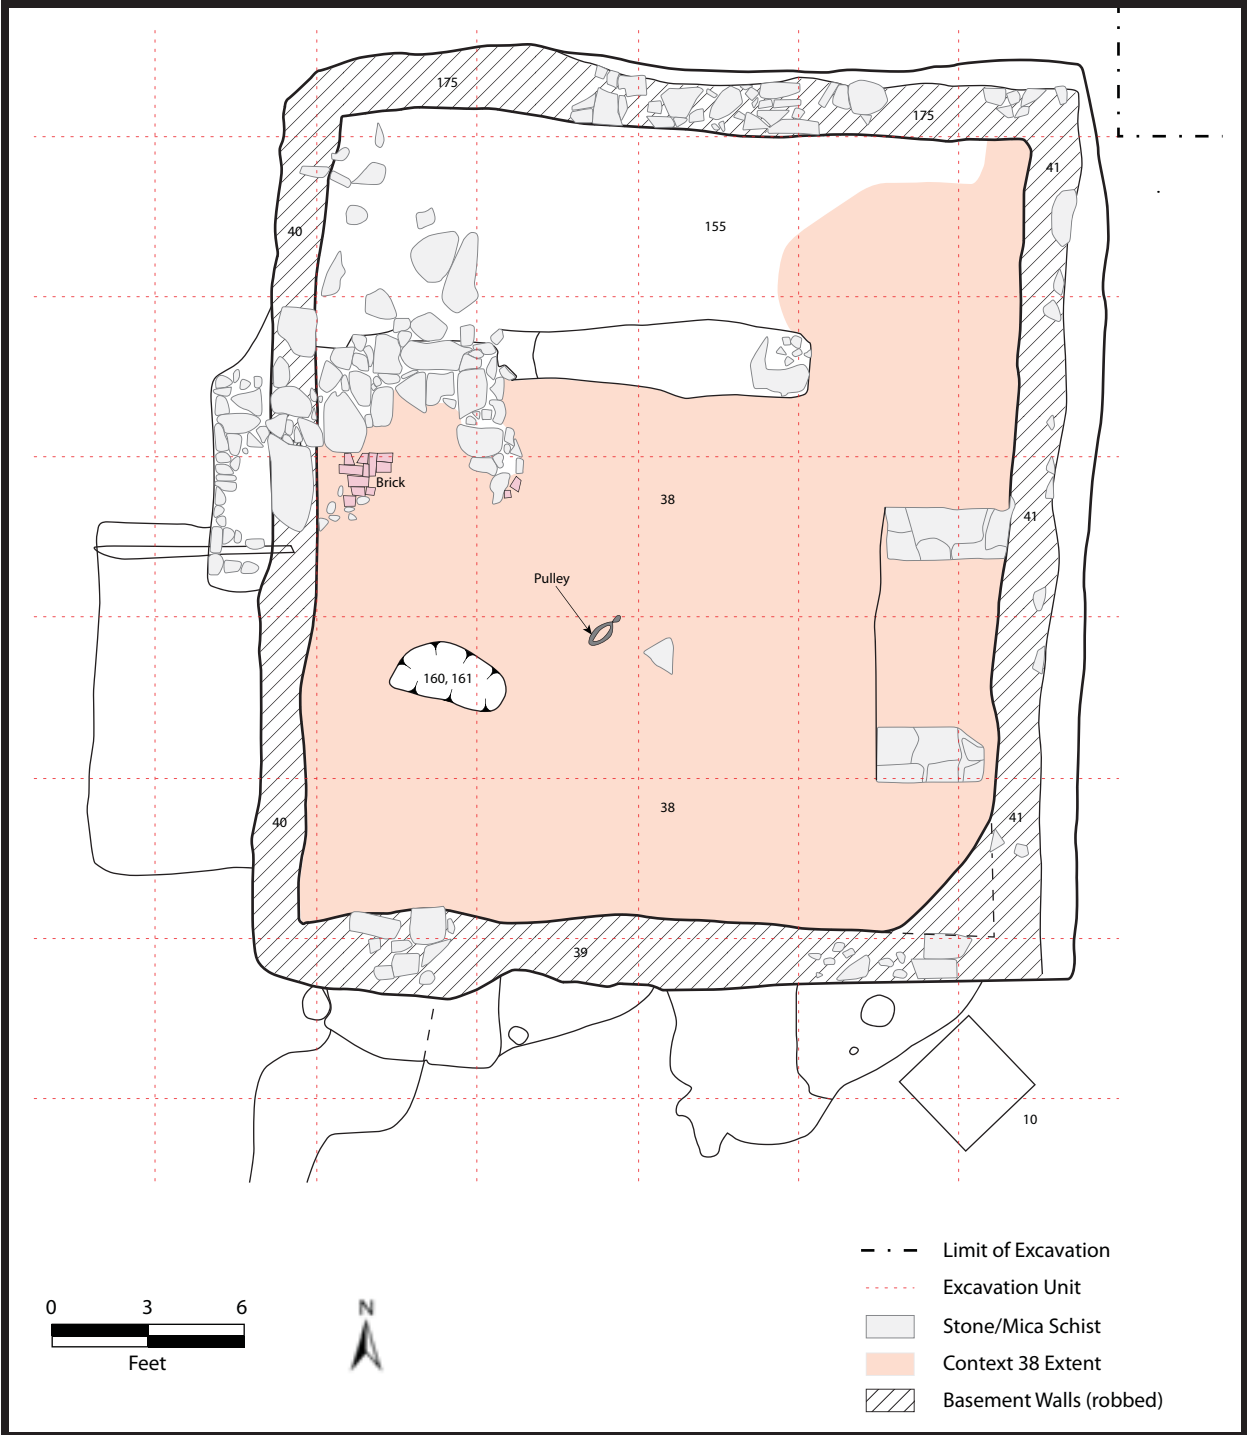 175
175
41
40
155
Brick
38
41
Pulley
160, 161
38
40
41
39
10
Limit of Excavation
Excavation Unit
0 3 6
N
Stone/Mica Schist
Feet
Context 38 Extent
Basement Walls (robbed)